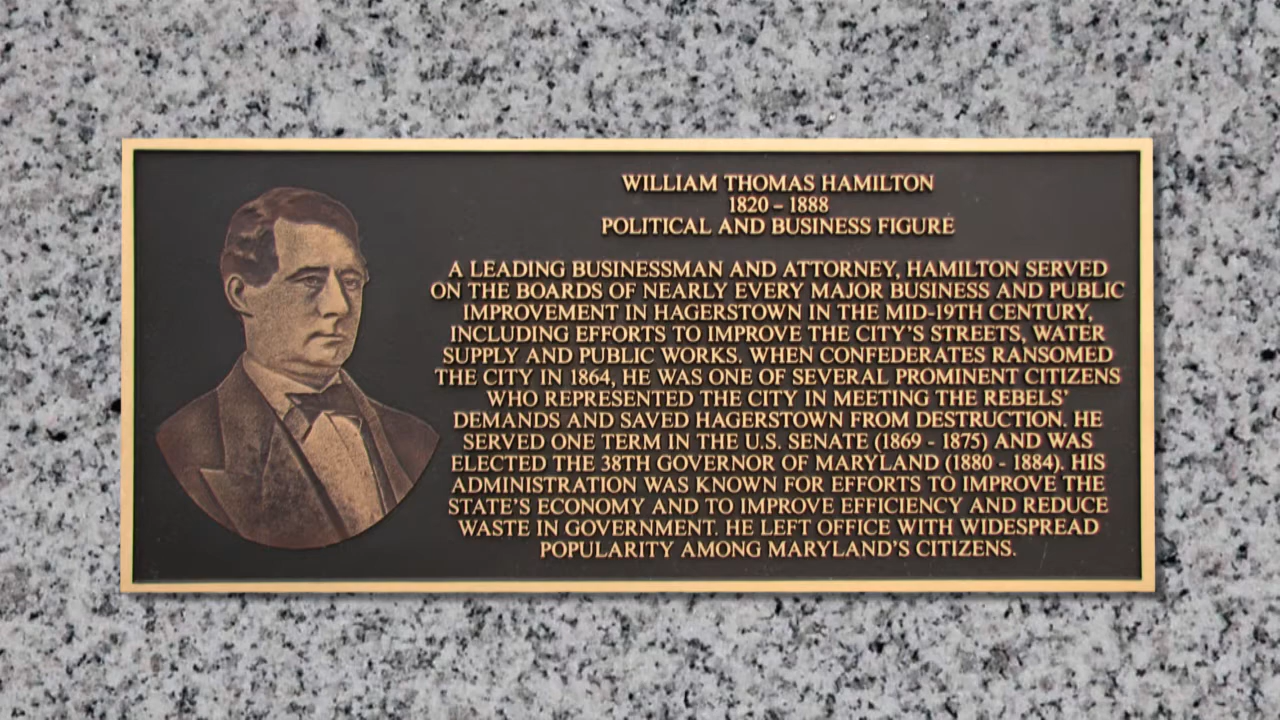 WILLIAM THOMAS HAMILTON
1820 – 1888
POLITICAL AND BUSINESS FIGURE
A LEADING BUSINESSMAN AND ATTORNEY, HAMILTON SERVED
ON THE BOARDS OF NEARLY EVERY MAJOR BUSINESS AND PUBLIC
IMPROVEMENT IN HAGERSTOWN IN THE MID-19TH CENTURY,
INCLUDING EFFORTS TO IMPROVE THE CITY'S STREETS, WATER
SUPPLY AND PUBLIC WORKS. WHEN CONFEDERATES RANSOMED
THE CITY IN 1864, HE WAS ONE OF SEVERAL PROMINENT CITIZENS
WHO REPRESENTED THE CITY IN MEETING THE REBELS'
DEMANDS AND SAVED HAGERSTOWN FROM DESTRUCTION. HE
SERVED ONE TERM IN THE U.S. SENATE (1869 - 1875) AND WAS
ELECTED THE 38TH GOVERNOR OF MARYLAND (1880 - 1884). HIS
ADMINISTRATION WAS KNOWN FOR EFFORTS TO IMPROVE THE
STATE'S ECONOMY AND TO IMPROVE EFFICIENCY AND REDUCE
WASTE IN GOVERNMENT. HE LEFT OFFICE WITH WIDESPREAD
POPULARITY AMONG MARYLAND'S CITIZENS.